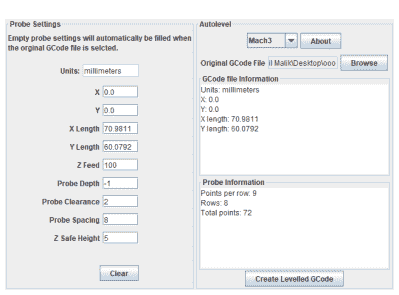 Probe Settings
Empty probe settings will automatically be filled when
the orginal GCode file is selcted.
Units: millimeters
X 0.0
Y 0.0
X Length 70.9811
Y Length 60.0792
Z Feed 100
Probe Depth -1
Probe Clearance 2
Probe Spacing 8
Z Safe Height 5
Clear
Autolevel
Mach3 About
Original GCode File il Malik\Desktop\ooo Browse
GCode file Information
Units: millimeters
X: 0.0
Y: 0.0
X length: 70.9811
Y length: 60.0792
Probe Information
Points per row: 9
Rows: 8
Total points: 72
Create Levelled GCode